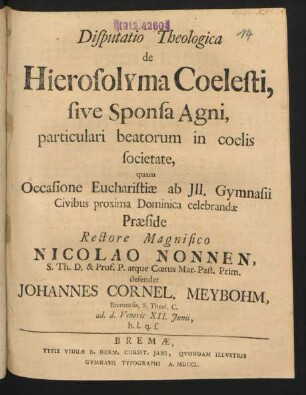 1912.4260
14
Disputatio Theologica
de
Hierosolyma Coelesti,
sive Sponsa Agni,
particulari beatorum in coelis
societate,
quam
Occasione Eucharistiæ ab Ill. Gymnasii
Civibus proxima Dominica celebrandæ
Præside
Rectore Magnifico
NICOLAO NONNEN,
S. Th. D. & Prof. P. atque Cœtus Mar. Past. Prim.
defendet
JOHANNES CORNEL. MEYBOHM,
Bremensis, S. Theol. C.
ad. d. Veneris XII. Junii,
h. l. q. s.
BREMÆ,
TYPIS VIDUÆ B. HERM. CHRIST. JANI, QUONDAM ILLUSTRIS
GYMNASII TYPOGRAPHI A. MDCCL.